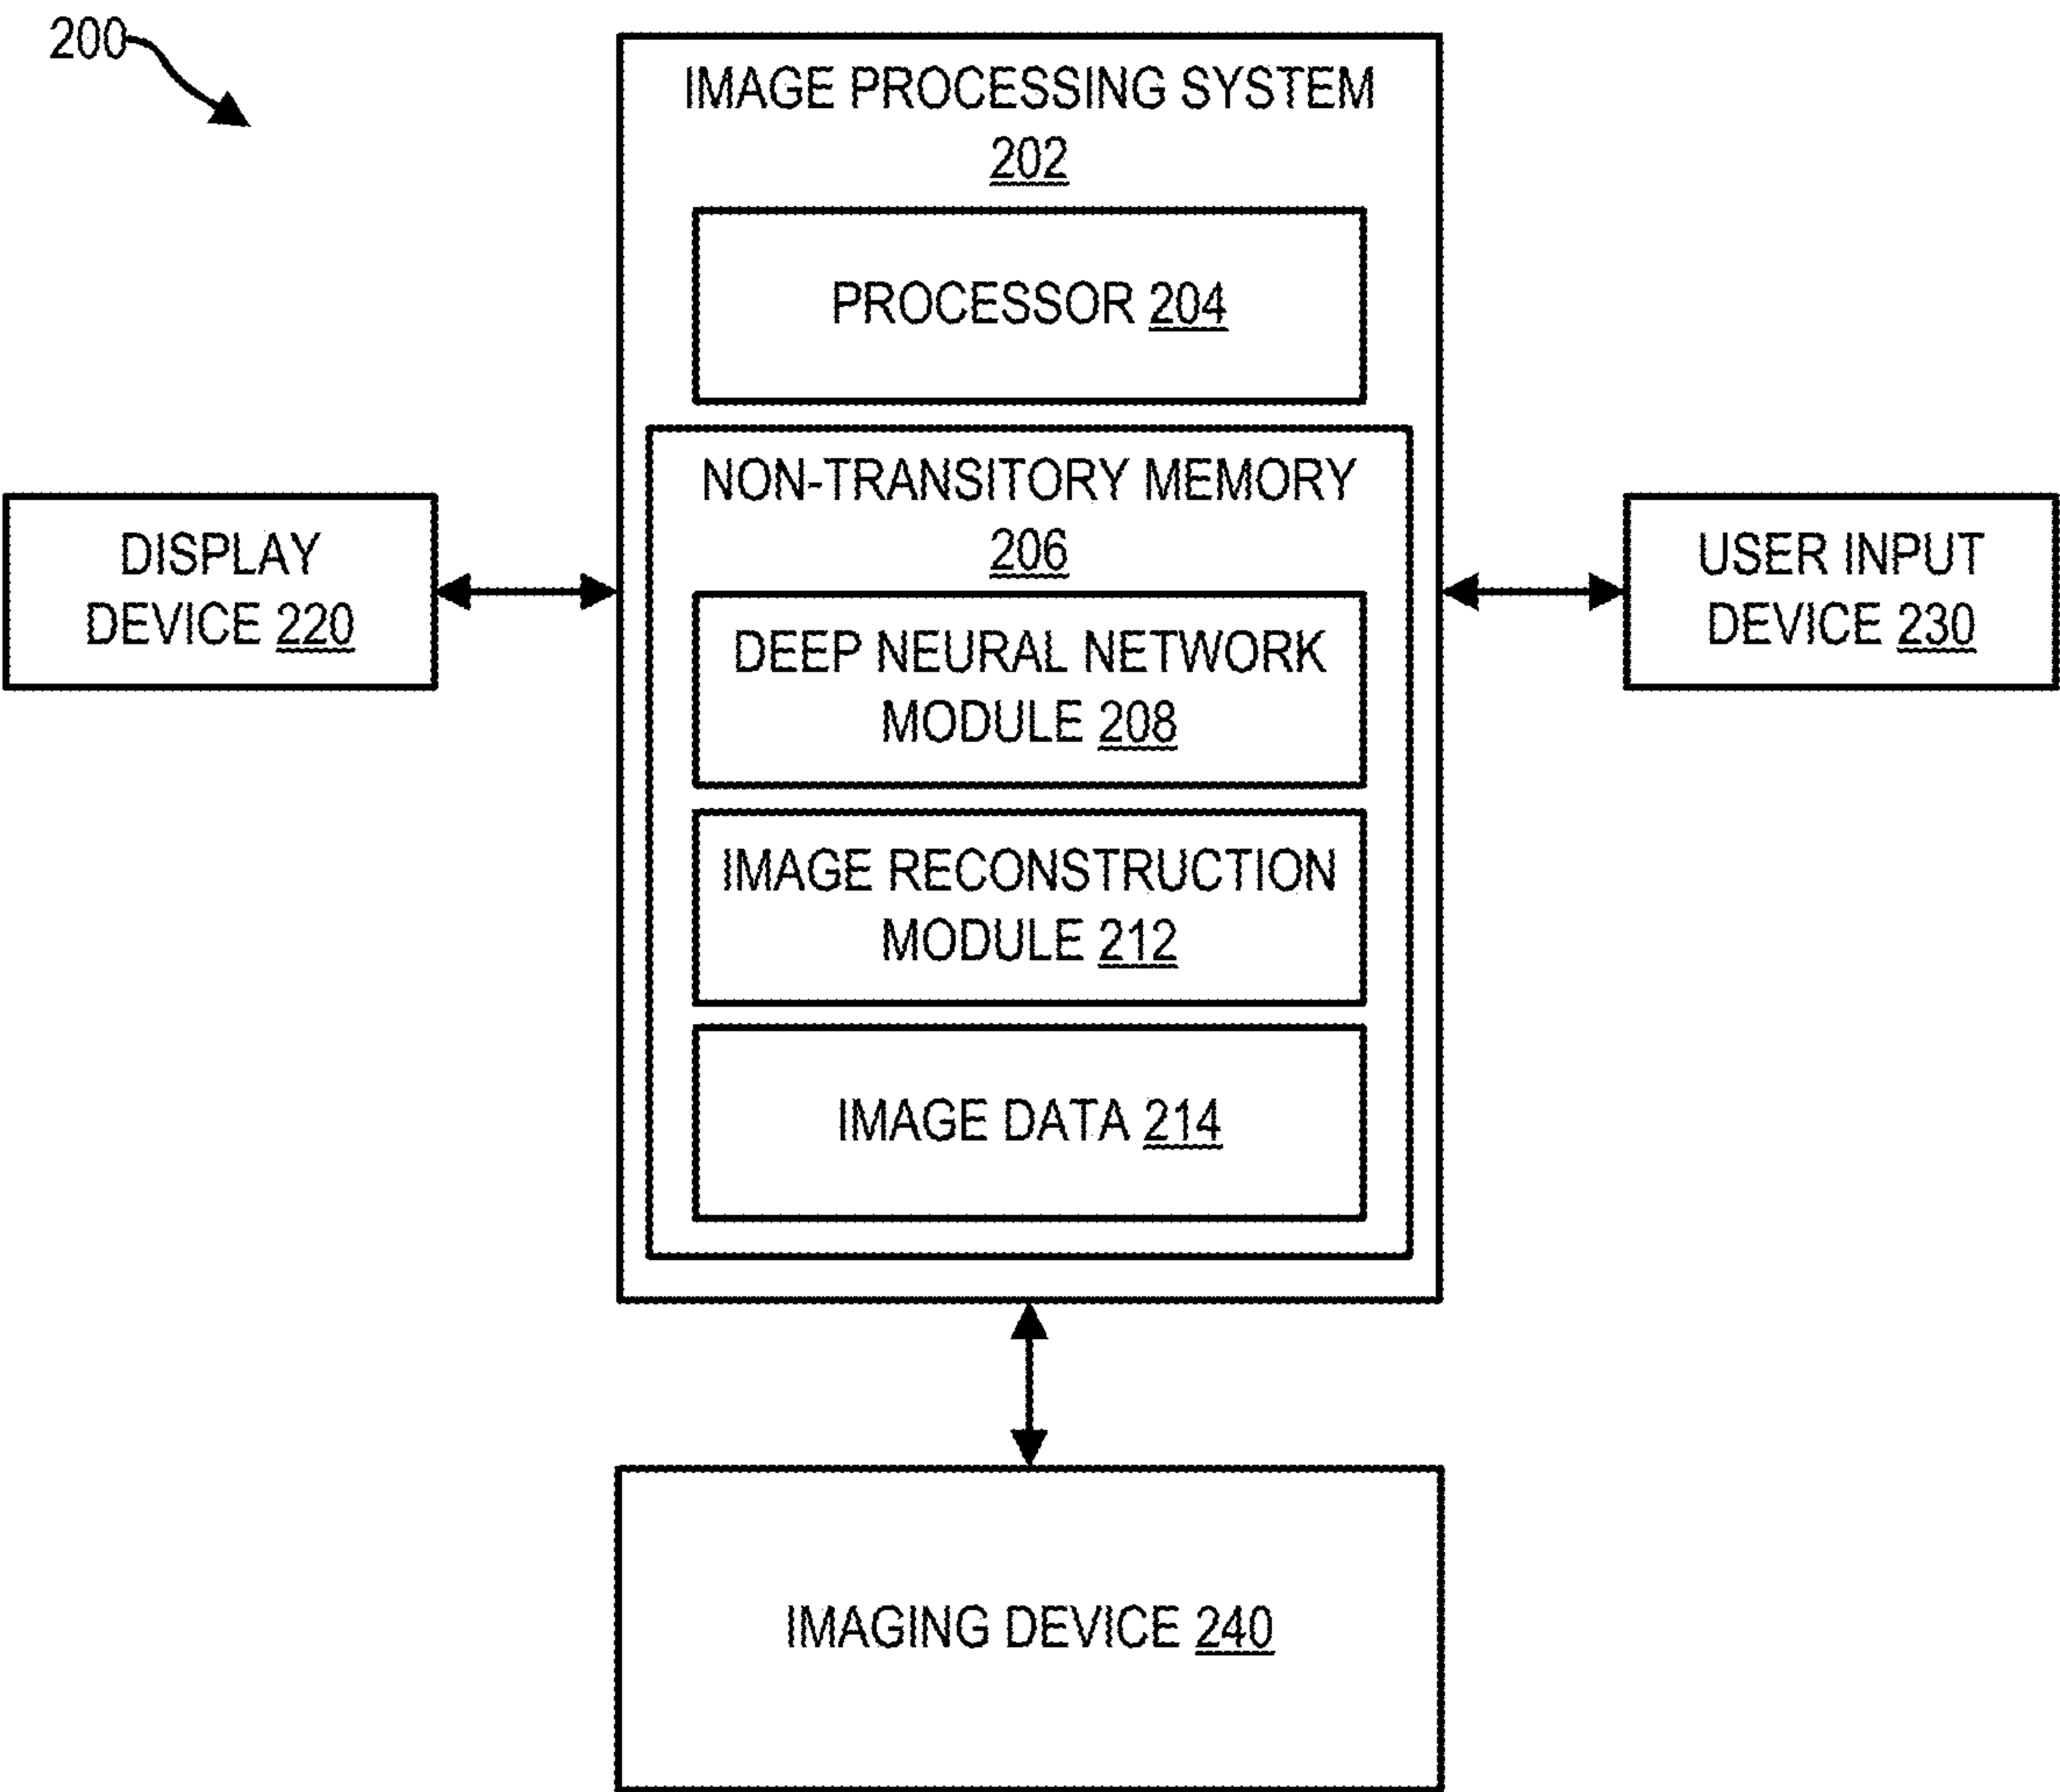 200
IMAGE PROCESSING SYSTEM
202
PROCESSOR 204
NON-TRANSITORY MEMORY
206
DEEP NEURAL NETWORK
MODULE 208
IMAGE RECONSTRUCTION
MODULE 212
IMAGE DATA 214
DISPLAY
DEVICE 220
USER INPUT
DEVICE 230
IMAGING DEVICE 240